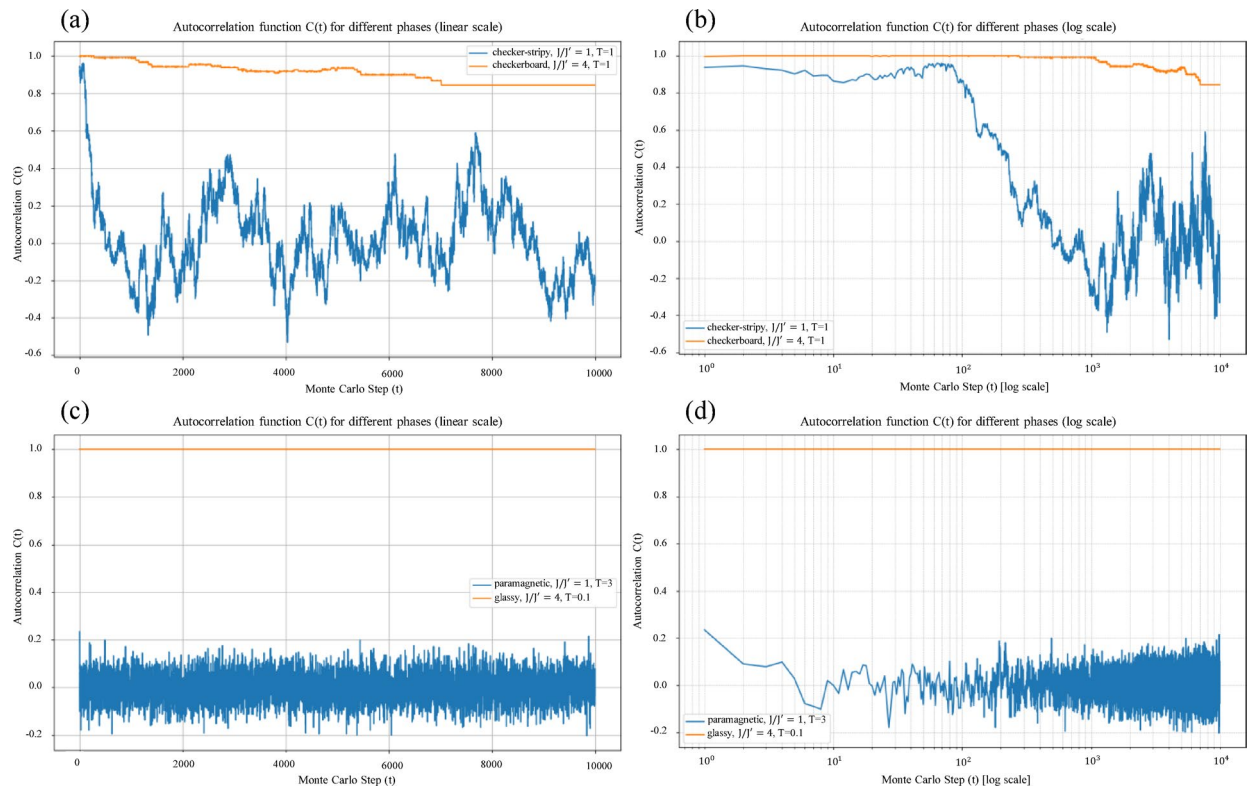 (a)
Autocorrelation function C(t) for different phases (linear scale)
1.0
0.8
0.6
0.4
0.2
0.0
-0.2
-0.4
-0.6
Autocorrelation C(t)
checker-stripy, J/J′ = 1, T=1
checkerboard, J/J′ = 4, T=1
0 2000 4000 6000 8000 10000
Monte Carlo Step (t)
(b)
Autocorrelation function C(t) for different phases (log scale)
1.0
0.8
0.6
0.4
0.2
0.0
-0.2
-0.4
-0.6
Autocorrelation C(t)
checker-stripy, J/J′ = 1, T=1
checkerboard, J/J′ = 4, T=1
10⁰ 10¹ 10² 10³ 10⁴
Monte Carlo Step (t) [log scale]
(c)
Autocorrelation function C(t) for different phases (linear scale)
1.0
0.8
0.6
0.4
0.2
0.0
-0.2
Autocorrelation C(t)
paramagnetic, J/J′ = 1, T=3
glassy, J/J′ = 4, T=0.1
0 2000 4000 6000 8000 10000
Monte Carlo Step (t)
(d)
Autocorrelation function C(t) for different phases (log scale)
1.0
0.8
0.6
0.4
0.2
0.0
-0.2
Autocorrelation C(t)
paramagnetic, J/J′ = 1, T=3
glassy, J/J′ = 4, T=0.1
10⁰ 10¹ 10² 10³ 10⁴
Monte Carlo Step (t) [log scale]